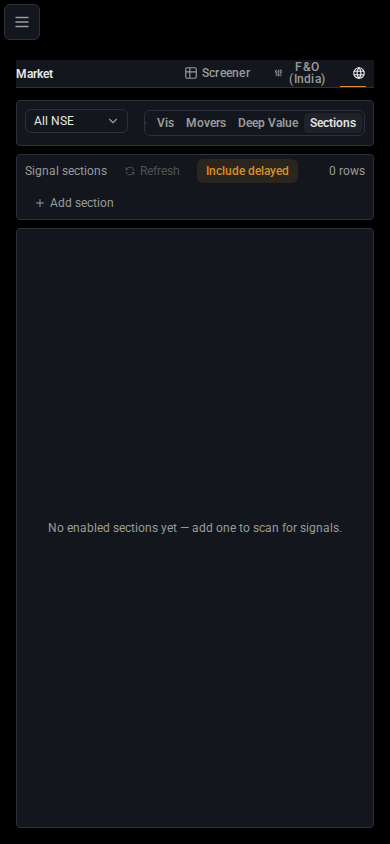 Market
Screener
F&O
(India)
All NSE
Vis
Movers
Deep Value
Sections
Signal sections
Refresh
Include delayed
0 rows
Add section
No enabled sections yet — add one to scan for signals.